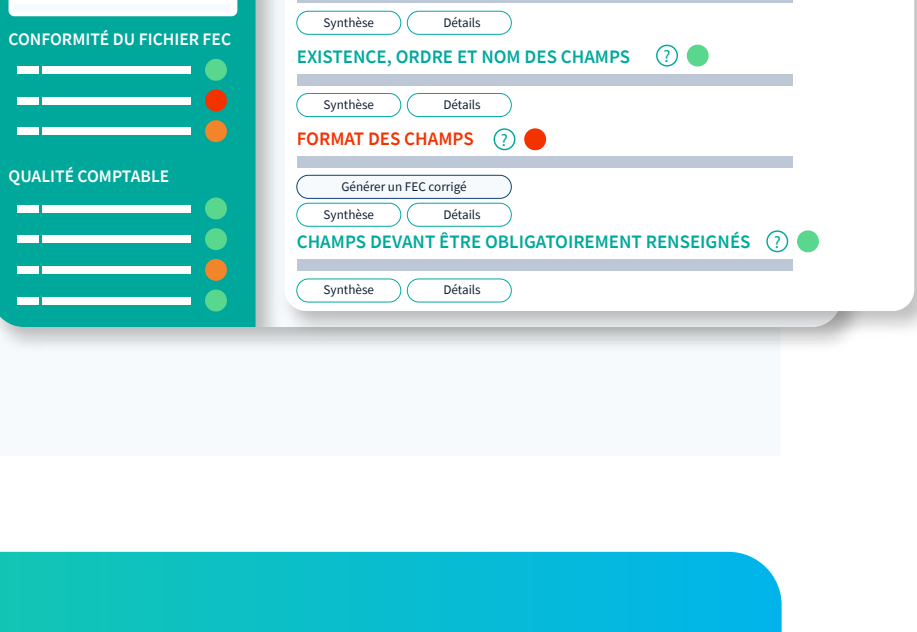 CONFORMITÉ DU FICHIER FEC
QUALITÉ COMPTABLE
Synthèse Détails
EXISTENCE, ORDRE ET NOM DES CHAMPS ?
Synthèse Détails
FORMAT DES CHAMPS ?
Générer un FEC corrigé
Synthèse Détails
CHAMPS DEVANT ÊTRE OBLIGATOIREMENT RENSEIGNÉS ?
Synthèse Détails